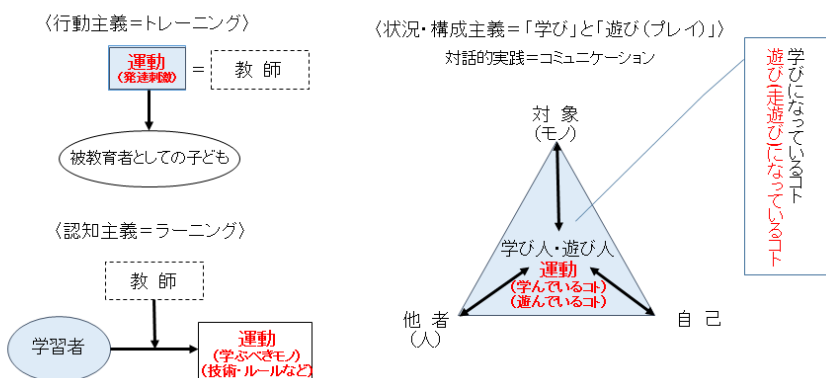 〈行動主義=トレーニング〉
運動
(発達刺激)
=
教 師
被教育者としての子ども
〈認知主義=ラーニング〉
教 師
学習者
運動
(学ぶべきモノ)
(技術・ルールなど)
〈状況・構成主義=「学び」と「遊び(プレイ)」〉
対話的実践=コミュニケーション
対 象
(モノ)
学び人・遊び人
運動
(学んでいるコト)
(遊んでいるコト)
他 者
(人)
自 己
学びになっているコト
遊び(走遊び)になっているコト